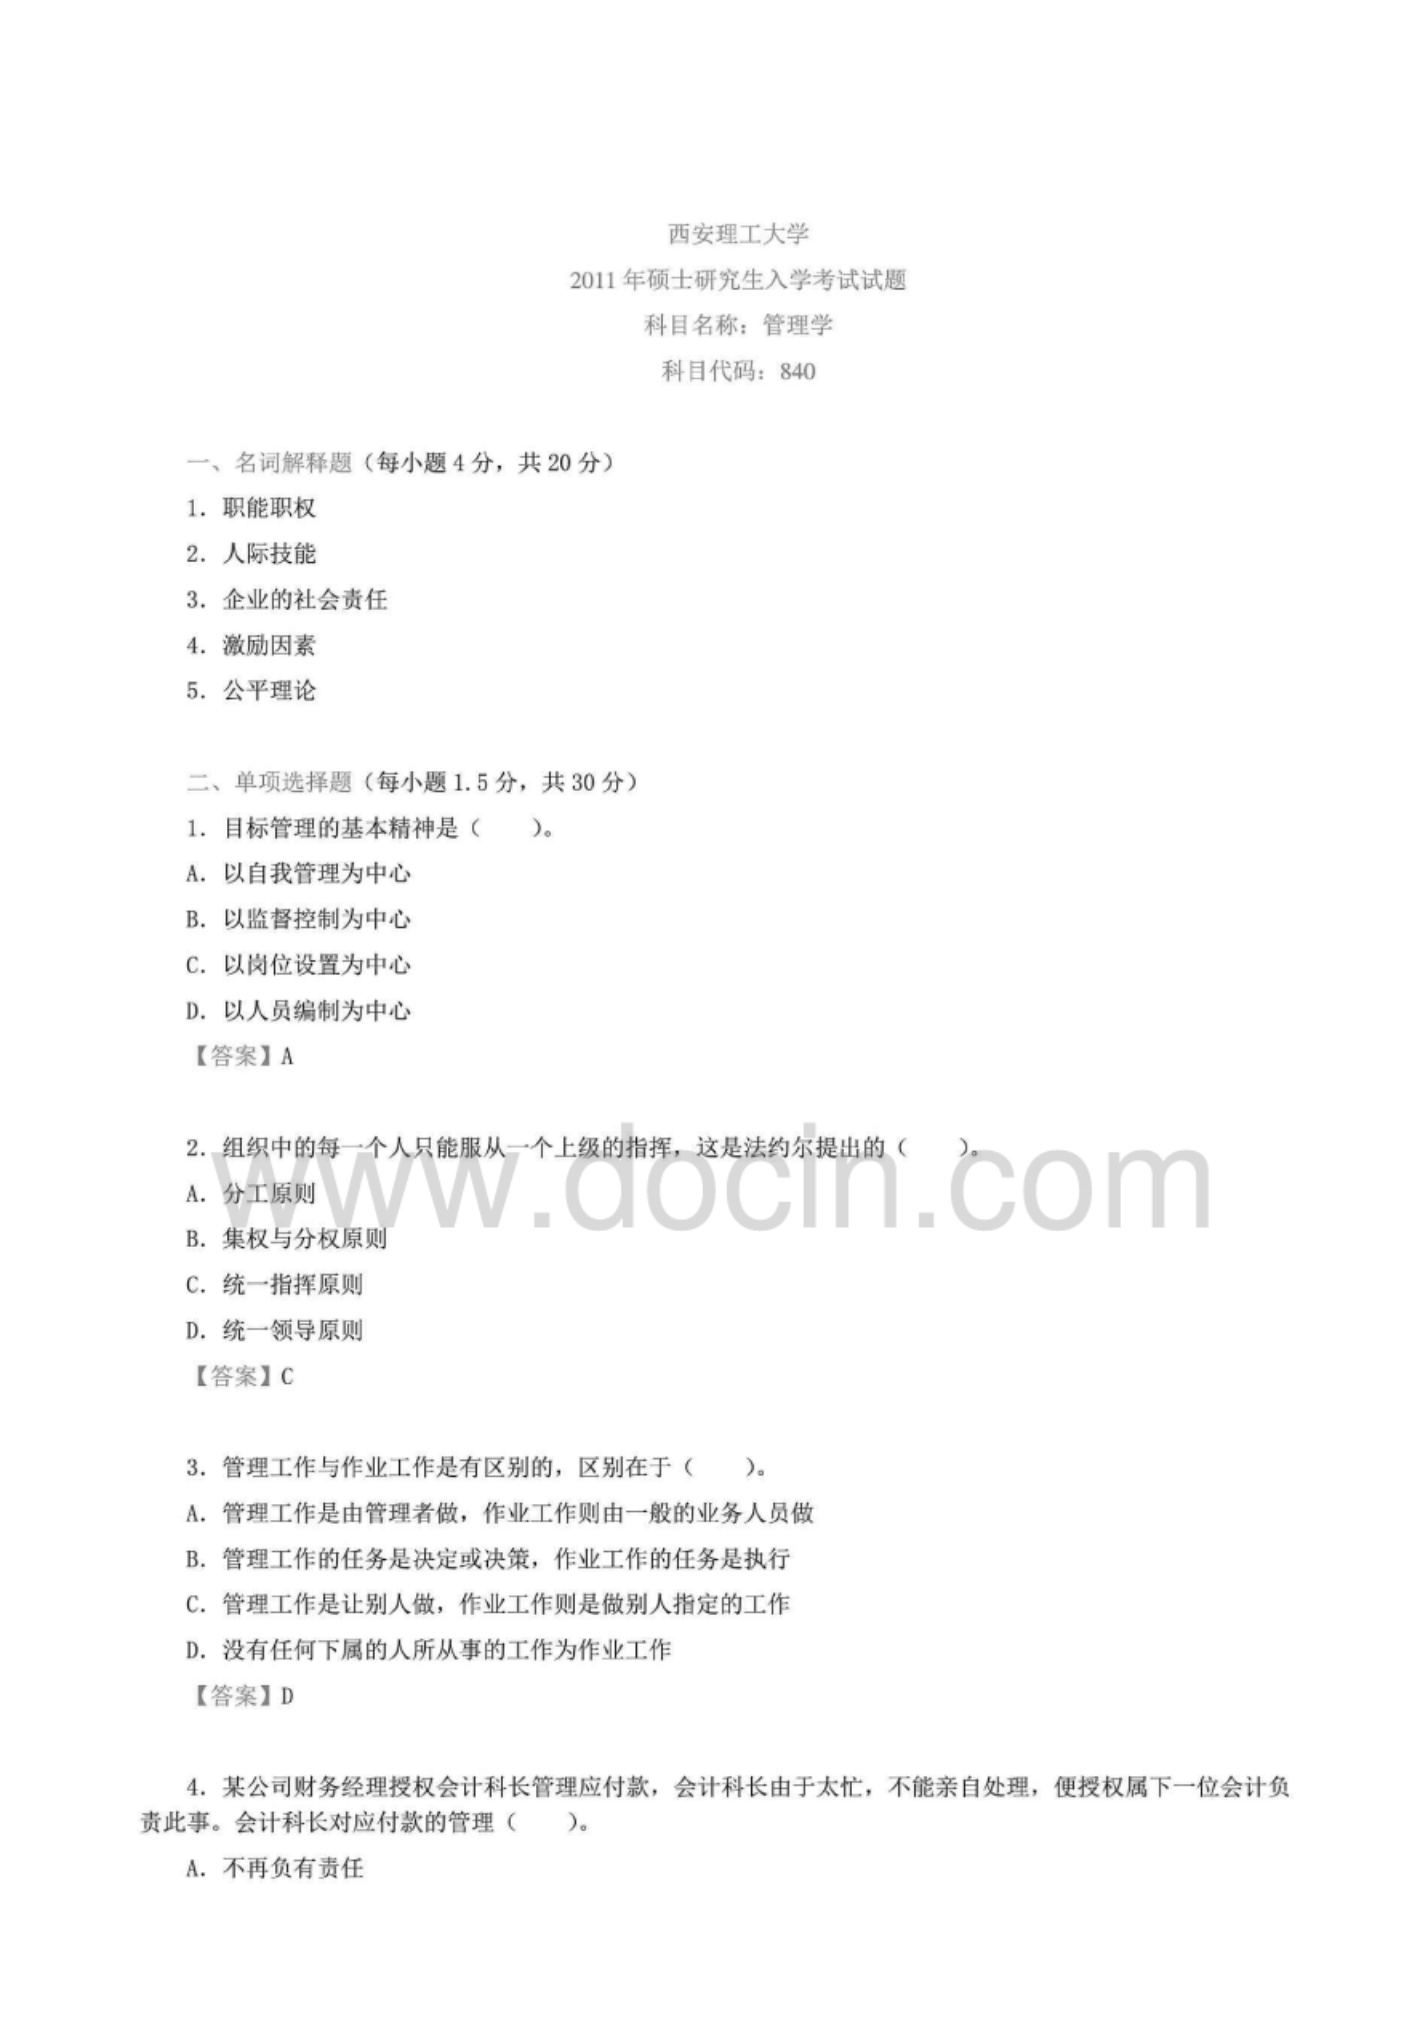 西安理工大学
2011 年硕士研究生入学考试试题
科目名称：管理学
科目代码：840
一、名词解释题（每小题 4 分，共 20 分）
1．职能职权
2．人际技能
3．企业的社会责任
4．激励因素
5．公平理论
二、单项选择题（每小题 1.5 分，共 30 分）
1．目标管理的基本精神是（　　）。
A．以自我管理为中心
B．以监督控制为中心
C．以岗位设置为中心
D．以人员编制为中心
【答案】A
2．组织中的每一个人只能服从一个上级的指挥，这是法约尔提出的（　　）。
A．分工原则
www.docin.com
B．集权与分权原则
C．统一指挥原则
D．统一领导原则
【答案】C
3．管理工作与作业工作是有区别的，区别在于（　　）。
A．管理工作是由管理者做，作业工作则由一般的业务人员做
B．管理工作的任务是决定或决策，作业工作的任务是执行
C．管理工作是让别人做，作业工作则是做别人指定的工作
D．没有任何下属的人所从事的工作为作业工作
【答案】D
4．某公司财务经理授权会计科长管理应付款，会计科长由于太忙，不能亲自处理，便授权属下一位会计负
责此事。会计科长对应付款的管理（　　）。
A．不再负有责任